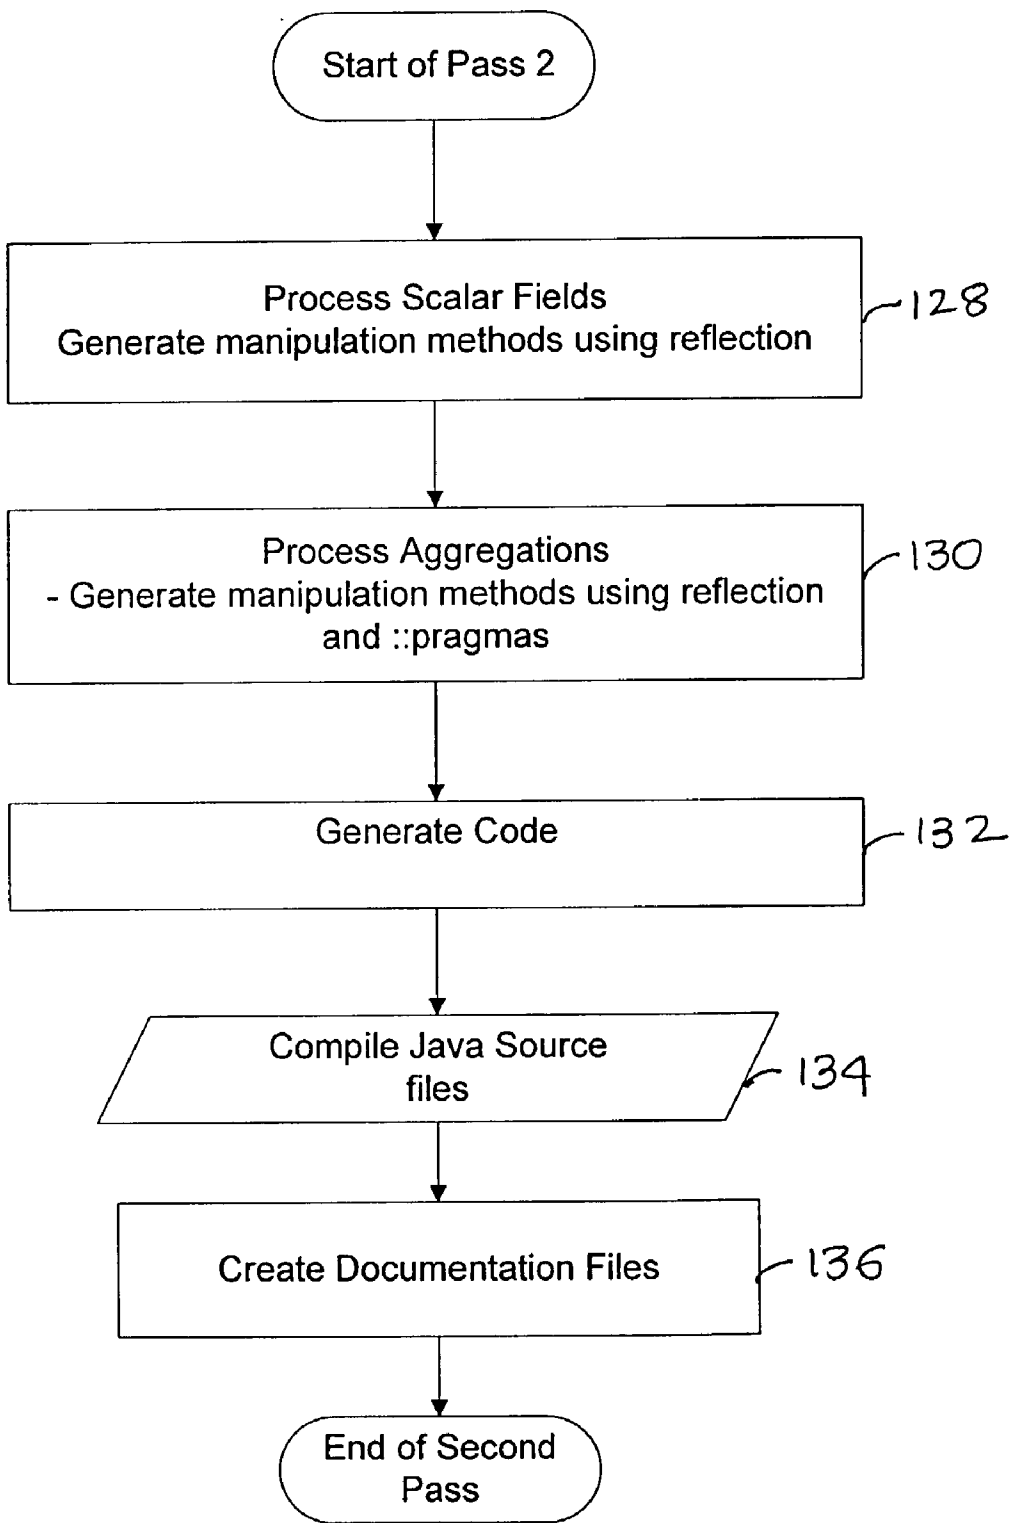 Start of Pass 2
Process Scalar Fields
Generate manipulation methods using reflection
128
Process Aggregations
- Generate manipulation methods using reflection
and ::pragmas
130
Generate Code
132
Compile Java Source
files
134
Create Documentation Files
136
End of Second
Pass